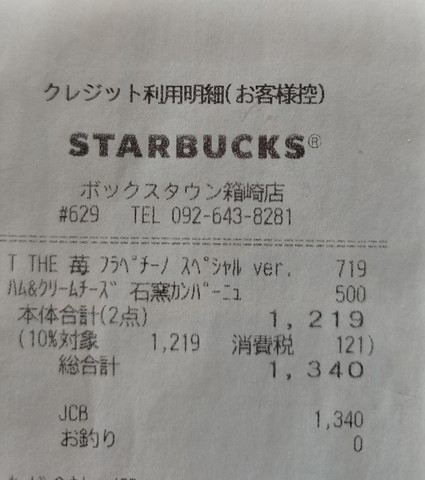 クレジット利用明細(お客様控)
STARBUCKS®
ボックスタウン箱崎店
#629 TEL 092-643-8281
T THE 苺 フラペチーノ スペシャル ver. 719
ハム&クリームチーズ 石窯カンパーニュ 500
本体合計(2点) 1,219
(10%対象 1,219 消費税 121)
総合計 1,340
JCB 1,340
お釣り 0